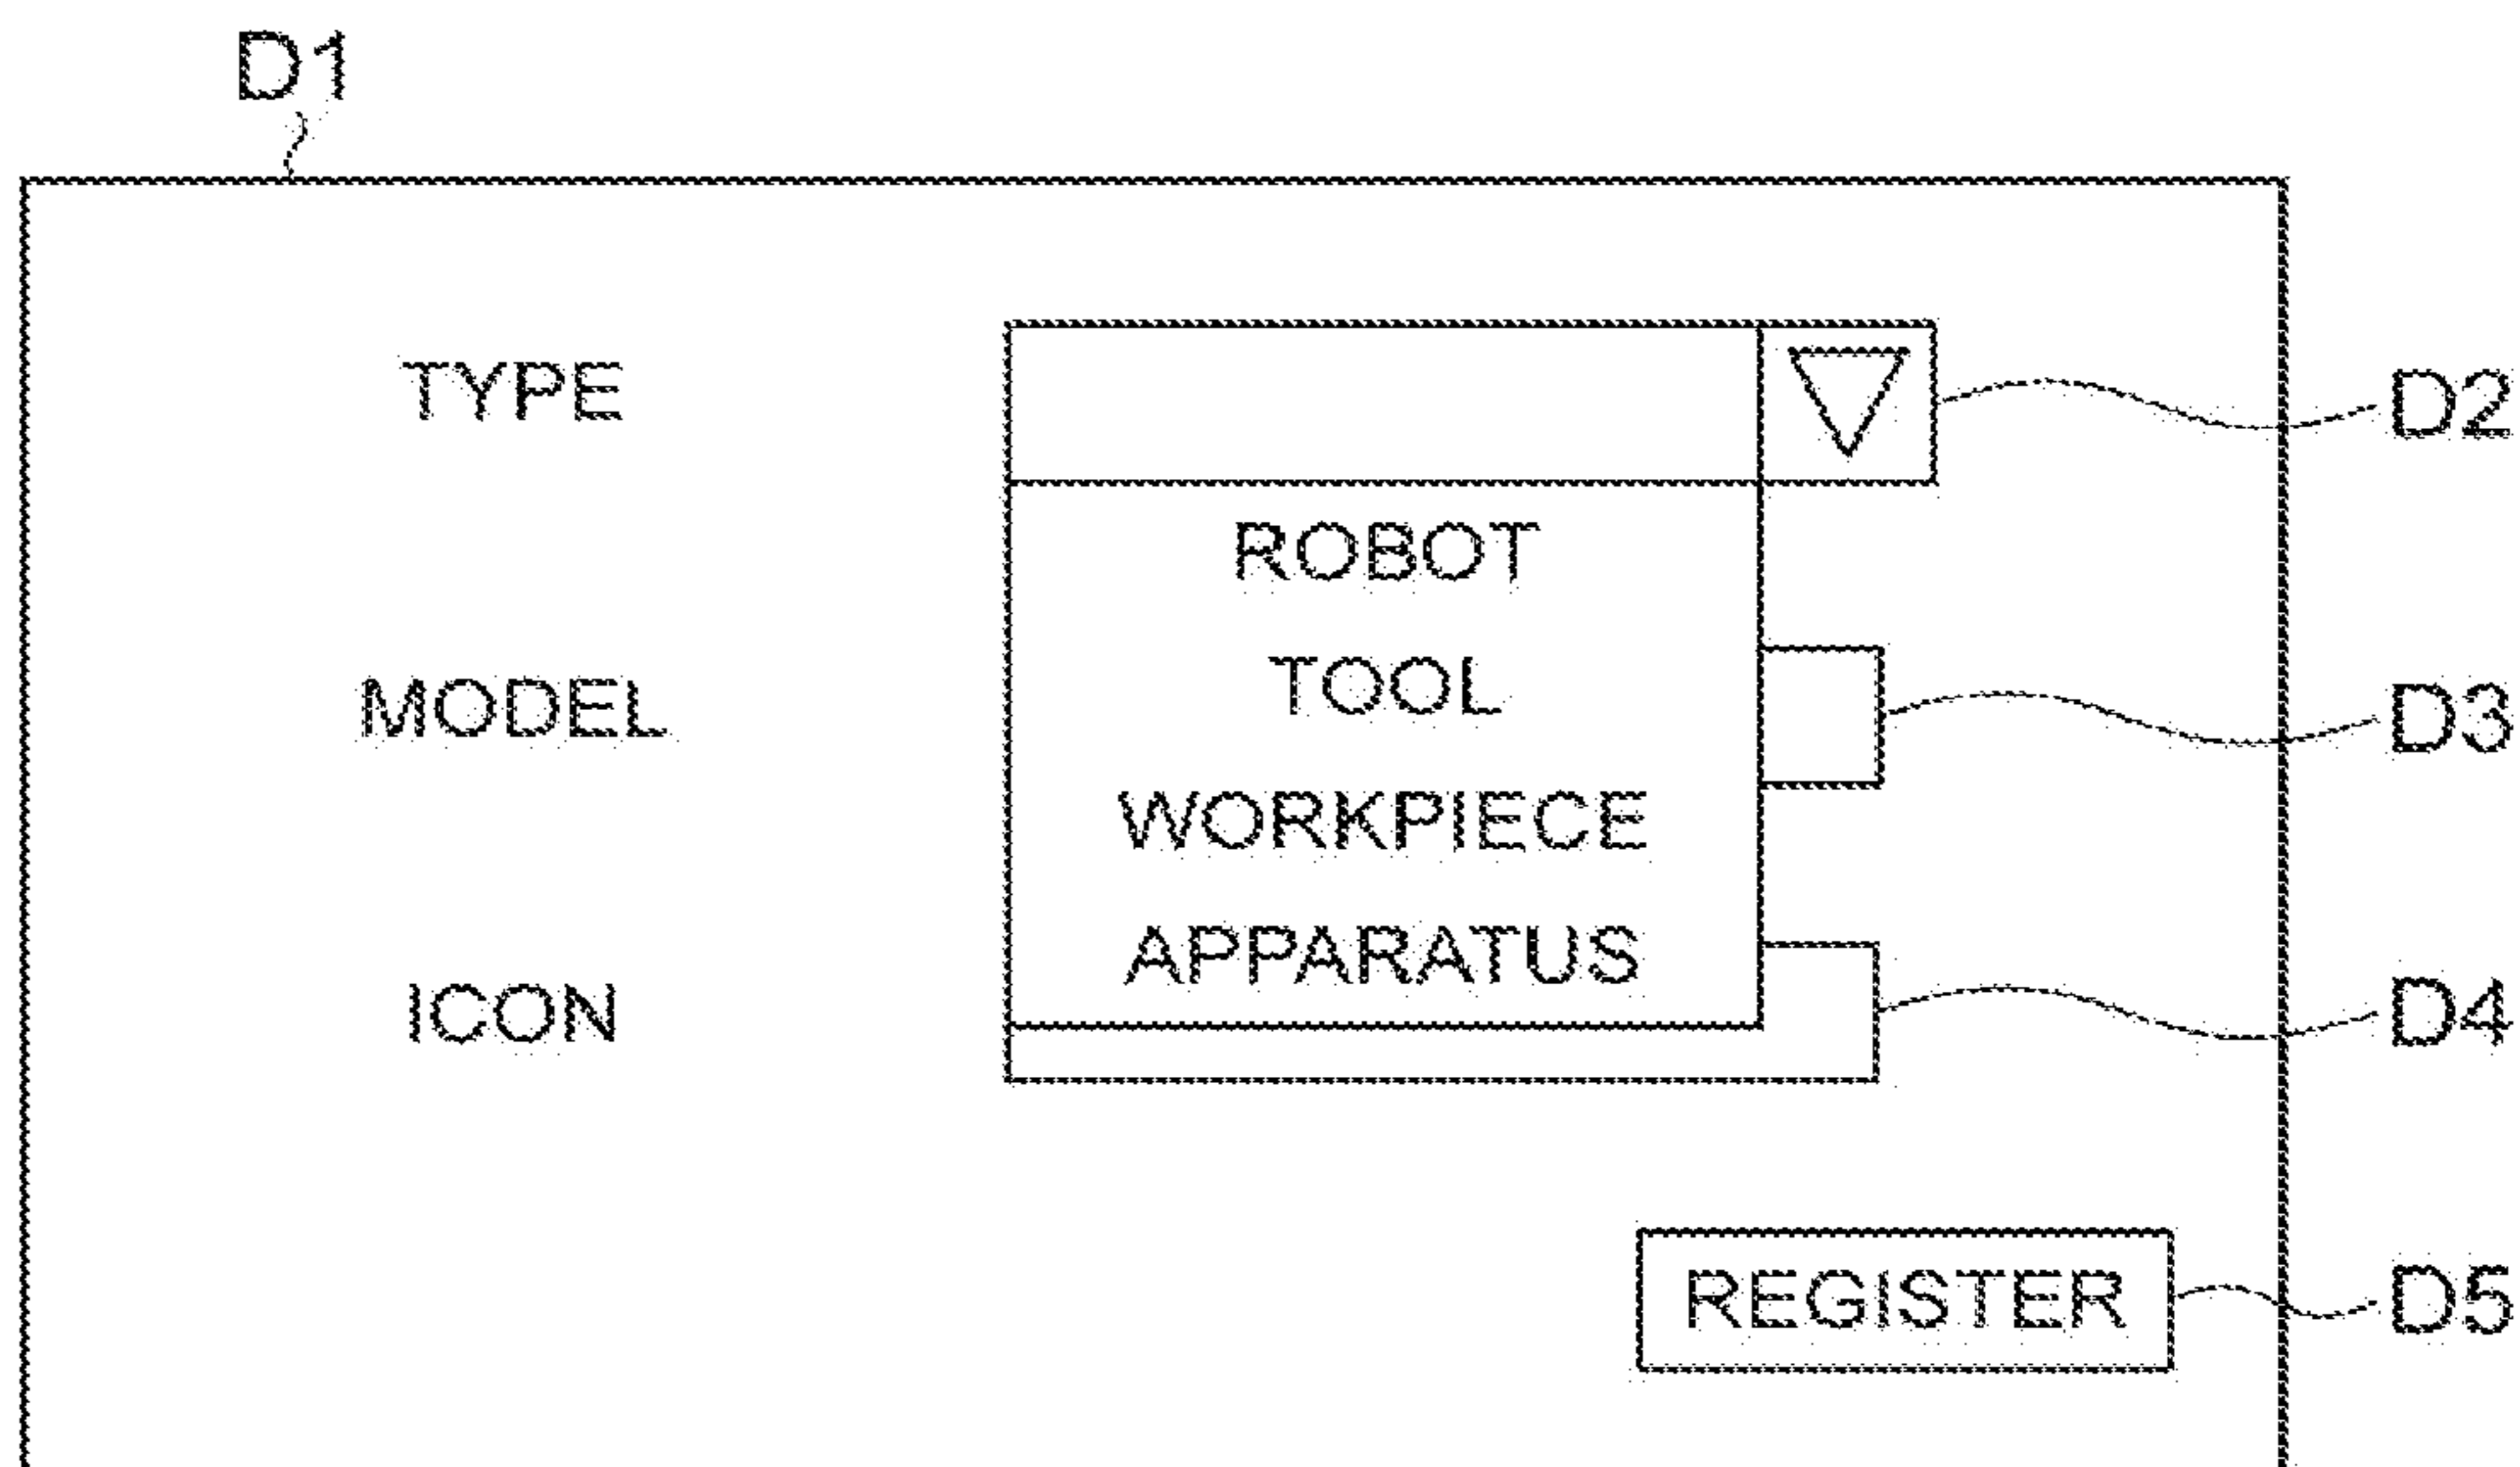 D1
TYPE D2
ROBOT
TOOL
MODEL D3
WORKPIECE
APPARATUS
ICON D4
REGISTER D5